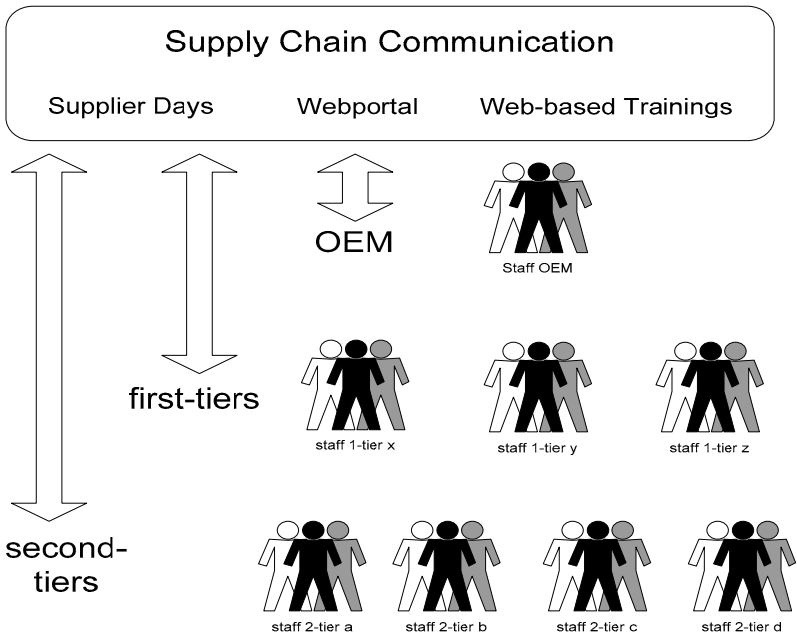 Supply Chain Communication
Supplier Days Webportal Web-based Trainings
OEM
Staff OEM
first-tiers
staff 1-tier x staff 1-tier y staff 1-tier z
second-
tiers
staff 2-tier a staff 2-tier b staff 2-tier c staff 2-tier d